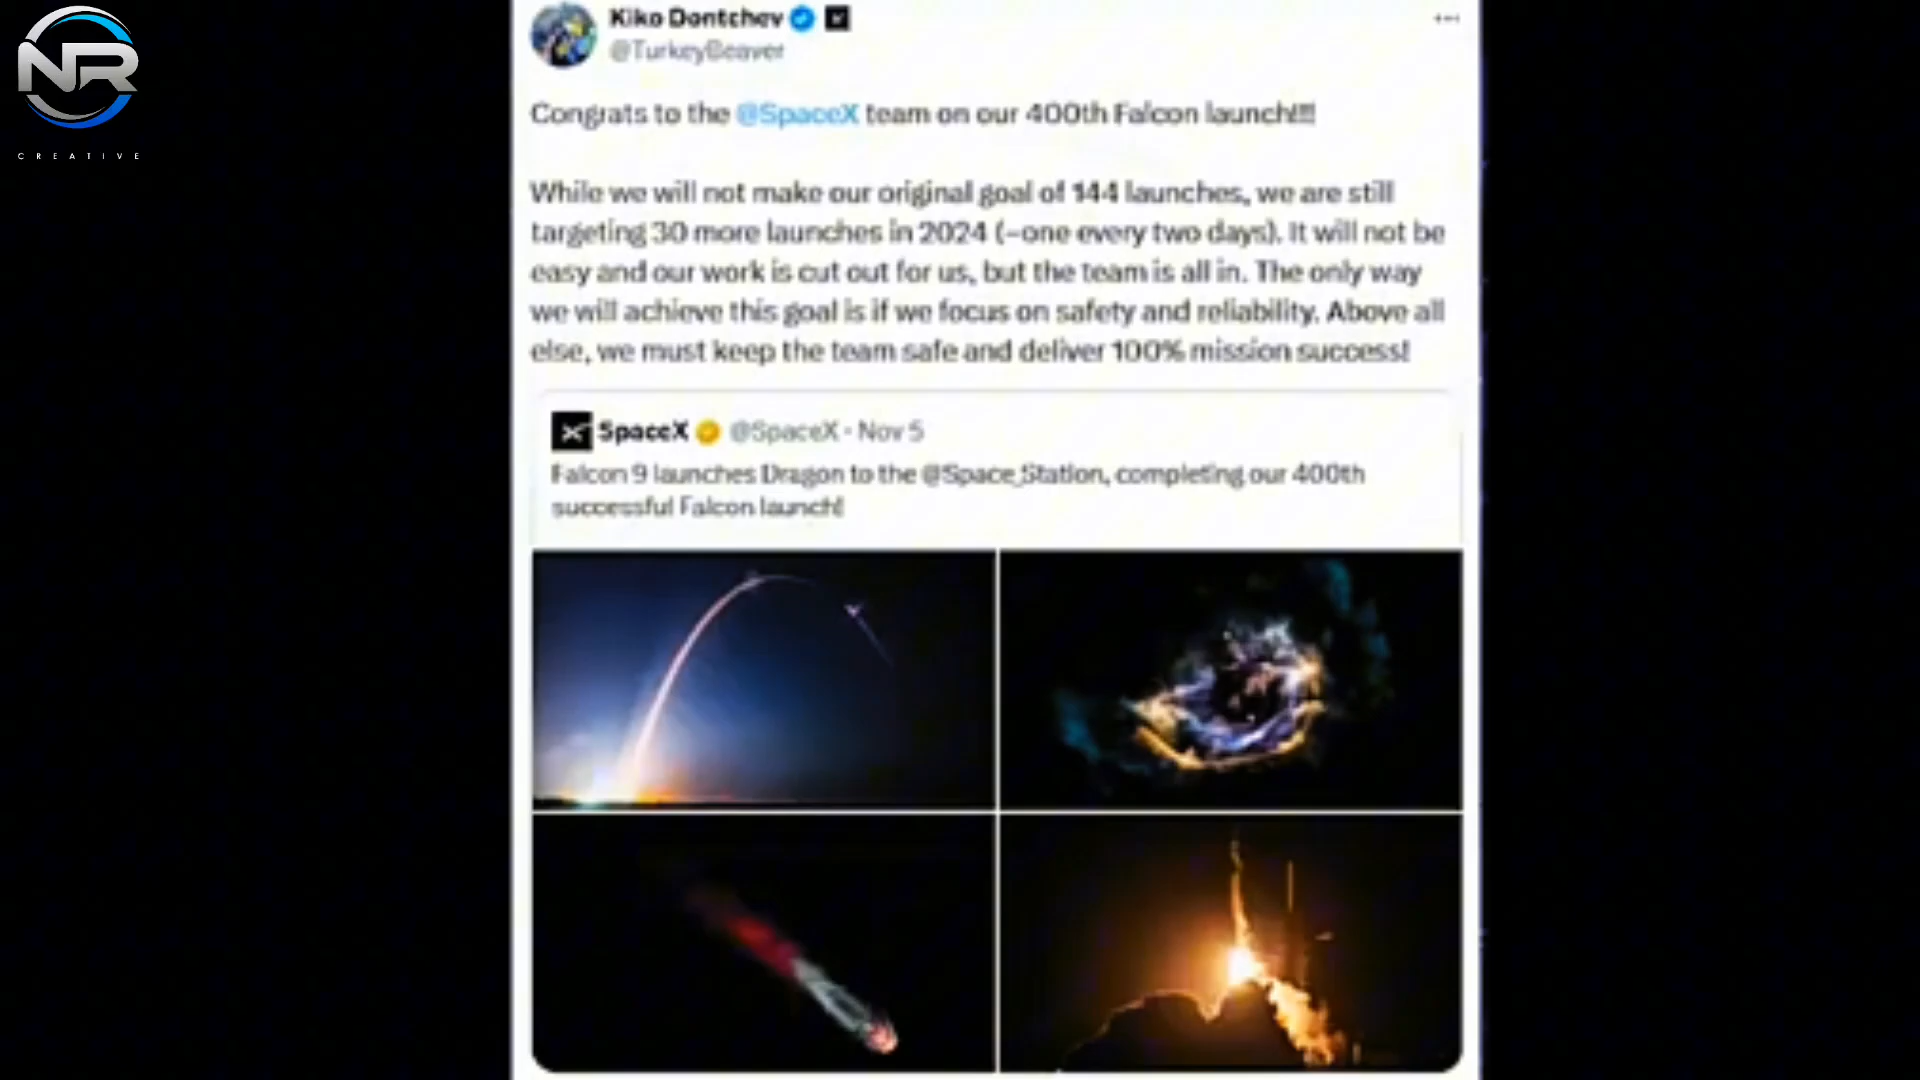 NR
CREATIVE
Kiko Dontchev
@TurkeyBeaver
Congrats to the @SpaceX team on our 400th Falcon launch!!!
While we will not make our original goal of 144 launches, we are still
targeting 30 more launches in 2024 (~one every two days). It will not be
easy and our work is cut out for us, but the team is all in. The only way
we will achieve this goal is if we focus on safety and reliability. Above all
else, we must keep the team safe and deliver 100% mission success!
SpaceX @SpaceX · Nov 5
Falcon 9 launches Dragon to the @Space_Station, completing our 400th
successful Falcon launch!